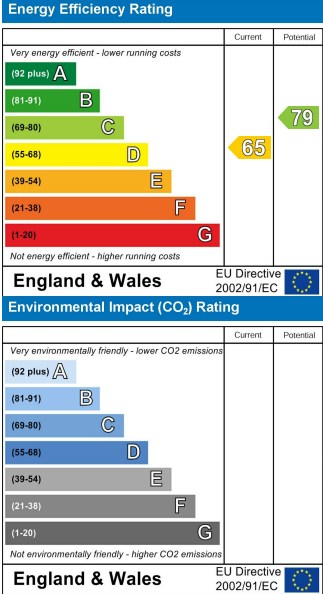 Energy Efficiency Rating
Current Potential
Very energy efficient - lower running costs
(92 plus) A
(81-91) B
(69-80) C
(55-68) D
(39-54) E
(21-38) F
(1-20) G
65
79
Not energy efficient - higher running costs
England & Wales
EU Directive
2002/91/EC
Environmental Impact (CO₂) Rating
Current Potential
Very environmentally friendly - lower CO2 emissions
(92 plus) A
(81-91) B
(69-80) C
(55-68) D
(39-54) E
(21-38) F
(1-20) G
Not environmentally friendly - higher CO2 emissions
England & Wales
EU Directive
2002/91/EC